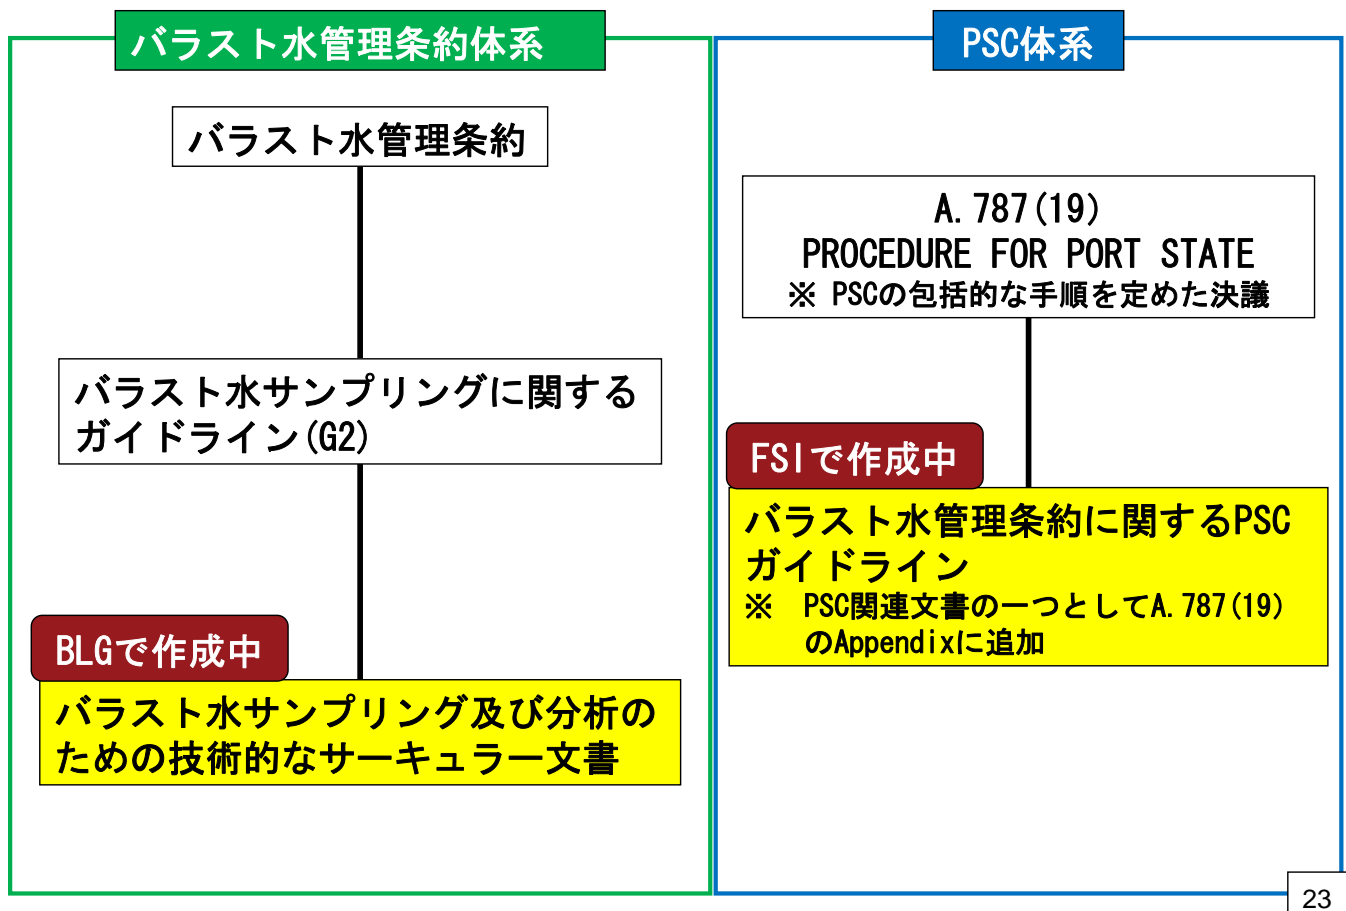 バラスト水管理条約体系
バラスト水管理条約
バラスト水サンプリングに関する
ガイドライン(G2)
BLGで作成中
バラスト水サンプリング及び分析の
ための技術的なサーキュラー文書
PSC体系
A.787(19)
PROCEDURE FOR PORT STATE
※ PSCの包括的な手順を定めた決議
FSIで作成中
バラスト水管理条約に関するPSC
ガイドライン
※ PSC関連文書の一つとしてA.787(19)
のAppendixに追加
23